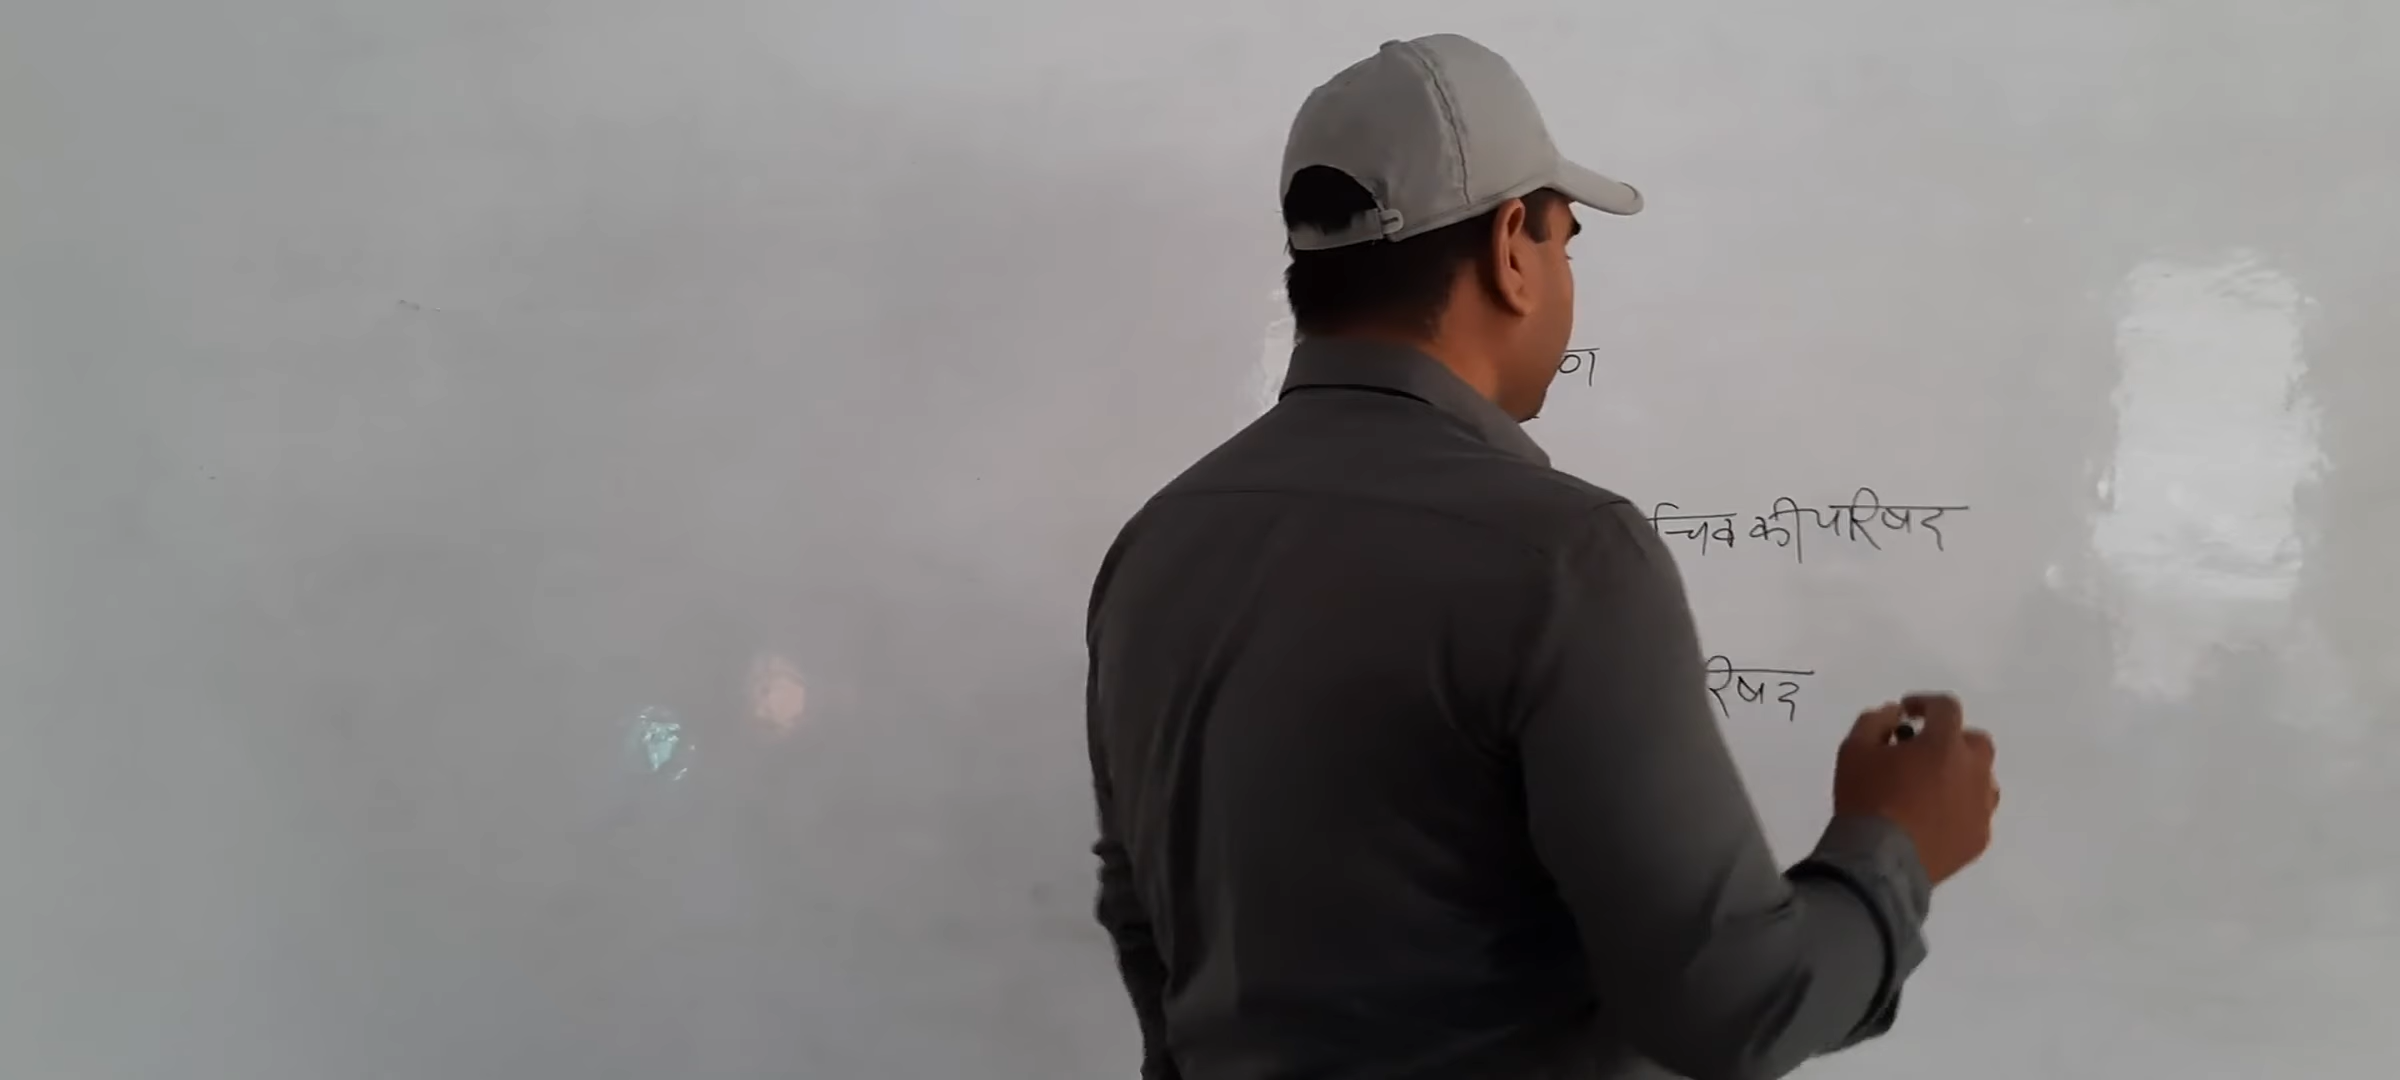 ण
चिव की परिषद
रिषद